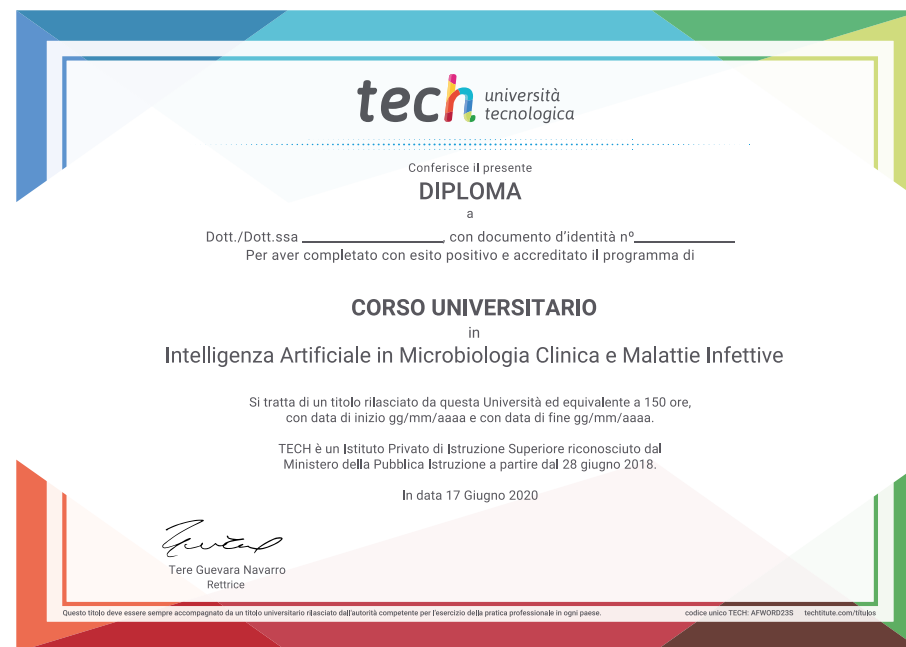 tech università
tecnologica
Conferisce il presente
DIPLOMA
a
Dott./Dott.ssa ____________________, con documento d'identità nº______________
Per aver completato con esito positivo e accreditato il programma di
CORSO UNIVERSITARIO
in
Intelligenza Artificiale in Microbiologia Clinica e Malattie Infettive
Si tratta di un titolo rilasciato da questa Università ed equivalente a 150 ore,
con data di inizio gg/mm/aaaa e con data di fine gg/mm/aaaa.
TECH è un Istituto Privato di Istruzione Superiore riconosciuto dal
Ministero della Pubblica Istruzione a partire dal 28 giugno 2018.
In data 17 Giugno 2020
Tere Guevara Navarro
Rettrice
Questo titolo deve essere sempre accompagnato da un titolo universitario rilasciato dall'autorità competente per l'esercizio della pratica professionale in ogni paese. codice unico TECH: AFWORD23S techtitute.com/títulos